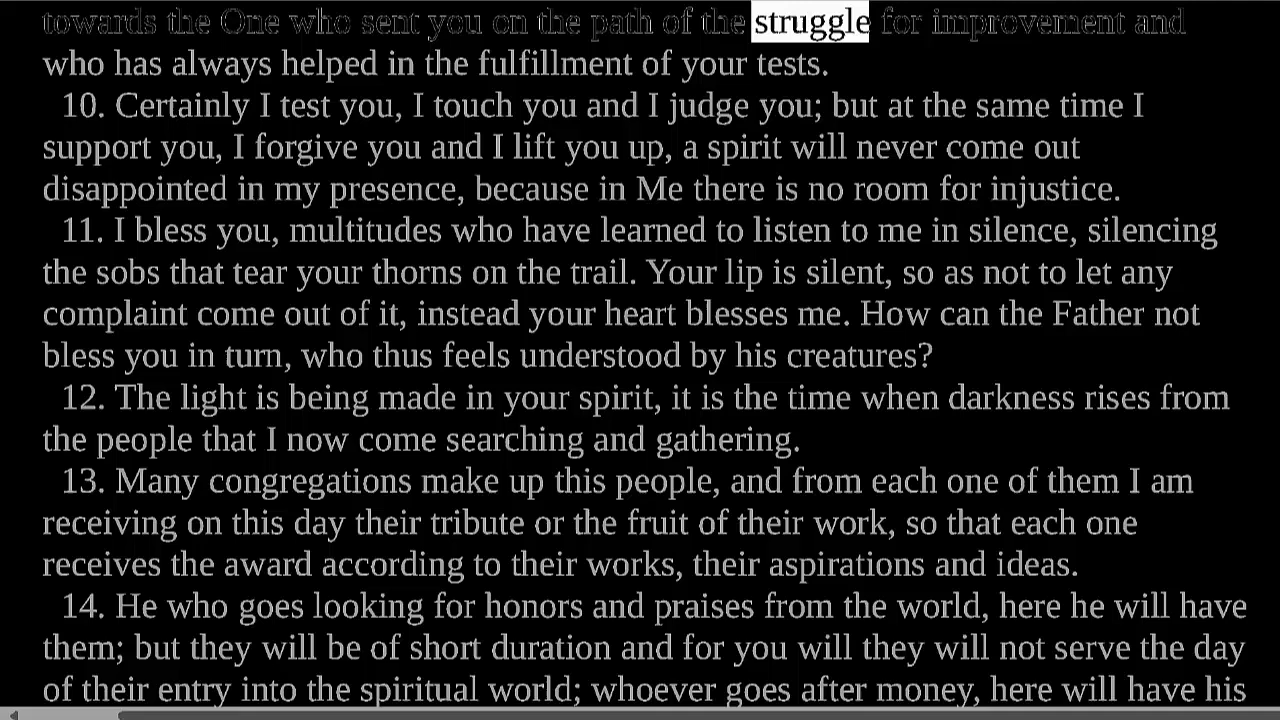 towards the One who sent you on the path of the struggle for improvement and
who has always helped in the fulfillment of your tests.
10. Certainly I test you, I touch you and I judge you; but at the same time I
support you, I forgive you and I lift you up, a spirit will never come out
disappointed in my presence, because in Me there is no room for injustice.
11. I bless you, multitudes who have learned to listen to me in silence, silencing
the sobs that tear your thorns on the trail. Your lip is silent, so as not to let any
complaint come out of it, instead your heart blesses me. How can the Father not
bless you in turn, who thus feels understood by his creatures?
12. The light is being made in your spirit, it is the time when darkness rises from
the people that I now come searching and gathering.
13. Many congregations make up this people, and from each one of them I am
receiving on this day their tribute or the fruit of their work, so that each one
receives the award according to their works, their aspirations and ideas.
14. He who goes looking for honors and praises from the world, here he will have
them; but they will be of short duration and for you will they will not serve the day
of their entry into the spiritual world; whoever goes after money, here will have his